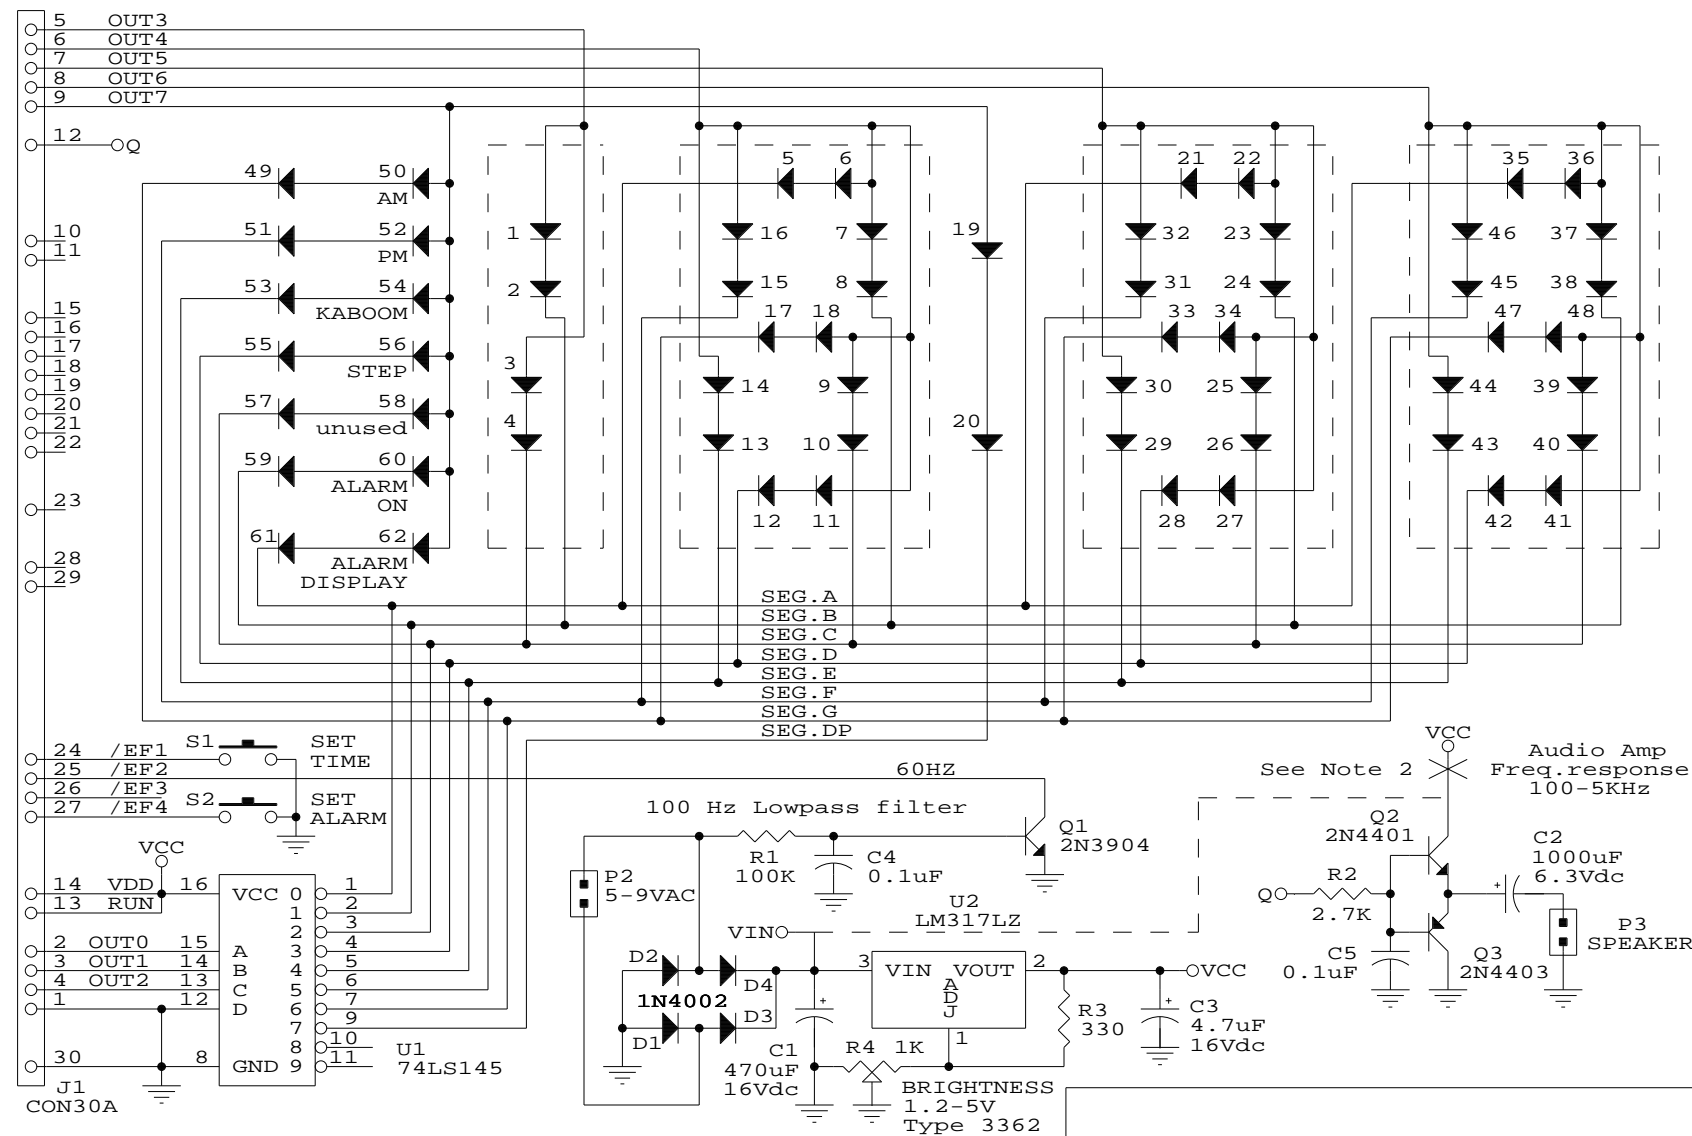 5 OUT3
6 OUT4
7 OUT5
8 OUT6
9 OUT7
12 Q
49 50
AM
51 52
PM
53 54
KABOOM
55 56
STEP
57 58
unused
59 60
ALARM
ON
61 62
ALARM
DISPLAY
10
11
15
16
17
18
19
20
21
22
23
28
29
1
2
3
4
5 6
16 7
15 8
17 18
14 9
13 10
12 11
19
20
21 22
32 23
31 24
33 34
30 25
29 26
28 27
35 36
46 37
45 38
47 48
44 39
43 40
42 41
SEG.A
SEG.B
SEG.C
SEG.D
SEG.E
SEG.F
SEG.G
SEG.DP
24 /EF1 S1 SET
TIME
25 /EF2
60HZ
26 /EF3
27 /EF4 S2 SET
ALARM
VCC
14 VDD 16 VCC 0 1
13 RUN 1 2
2 3
2 OUT0 15 A 3 4
3 OUT1 14 B 4 5
4 OUT2 13 C 5 6
1 12 D 6 7
7 9
8 10
30 8 GND 9 11
U1
74LS145
J1
CON30A
100 Hz Lowpass filter
R1
100K
C4
0.1uF
Q1
2N3904
P2
5-9VAC
D2
D4
1N4002
D1
D3
VIN
U2
LM317LZ
3 VIN VOUT 2
ADJ
1
VCC
C1
470uF
16Vdc
R4 1K
BRIGHTNESS
1.2-5V
Type 3362
R3
330
C3
4.7uF
16Vdc
VCC
See Note 2
Audio Amp
Freq.response
100-5KHz
Q2
2N4401
C2
1000uF
6.3Vdc
R2
Q
2.7K
C5
0.1uF
Q3
2N4403
P3
SPEAKER